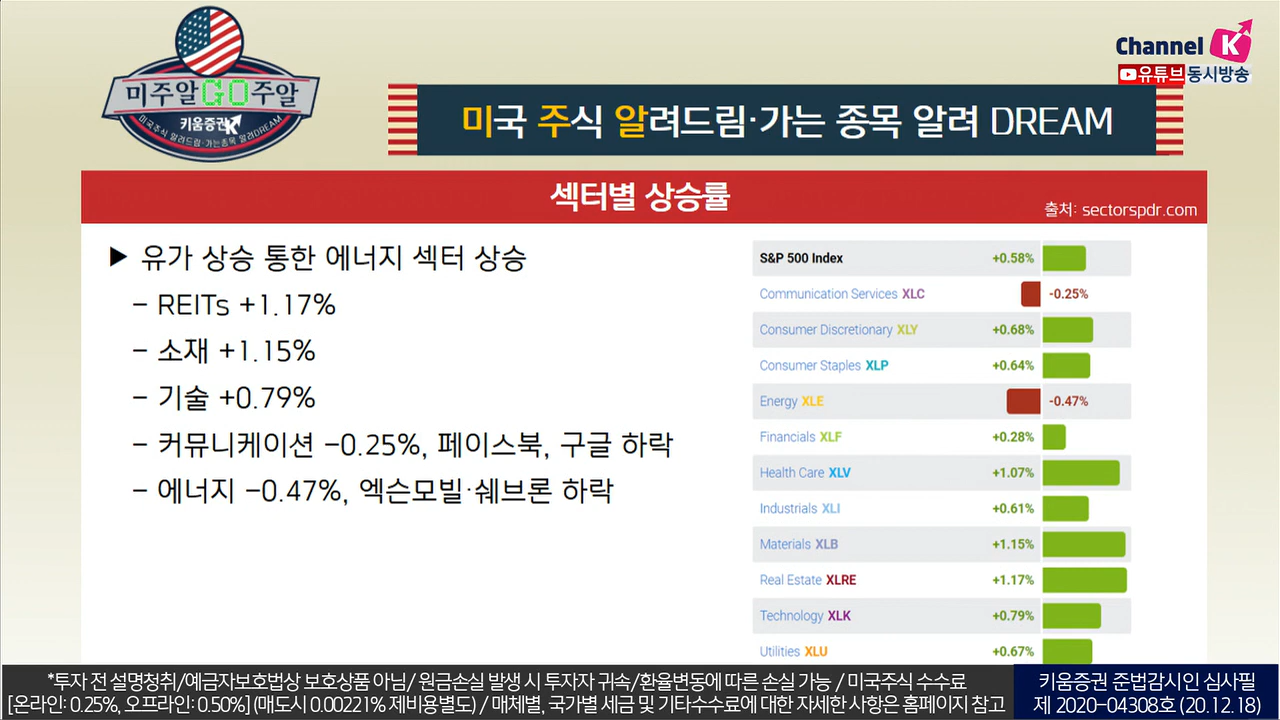 미주알GO주알
키움증권
미국주식 알려드림·가는종목 알려DREAM
Channel K
유튜브동시방송
미국 주식 알려드림·가는 종목 알려 DREAM
섹터별 상승률
출처: sectorspdr.com
▶ 유가 상승 통한 에너지 섹터 상승
– REITs +1.17%
– 소재 +1.15%
– 기술 +0.79%
– 커뮤니케이션 –0.25%, 페이스북, 구글 하락
– 에너지 –0.47%, 엑슨모빌·쉐브론 하락
S&P 500 Index +0.58%
Communication Services XLC -0.25%
Consumer Discretionary XLY +0.68%
Consumer Staples XLP +0.64%
Energy XLE -0.47%
Financials XLF +0.28%
Health Care XLV +1.07%
Industrials XLI +0.61%
Materials XLB +1.15%
Real Estate XLRE +1.17%
Technology XLK +0.79%
Utilities XLU +0.67%
*투자 전 설명청취/예금자보호법상 보호상품 아님/ 원금손실 발생 시 투자자 귀속/환율변동에 따른 손실 가능 / 미국주식 수수료
[온라인: 0.25%, 오프라인: 0.50%] (매도시 0.00221% 제비용별도) / 매체별, 국가별 세금 및 기타수수료에 대한 자세한 사항은 홈페이지 참고
키움증권 준법감시인 심사필
제 2020-04308호 (20.12.18)